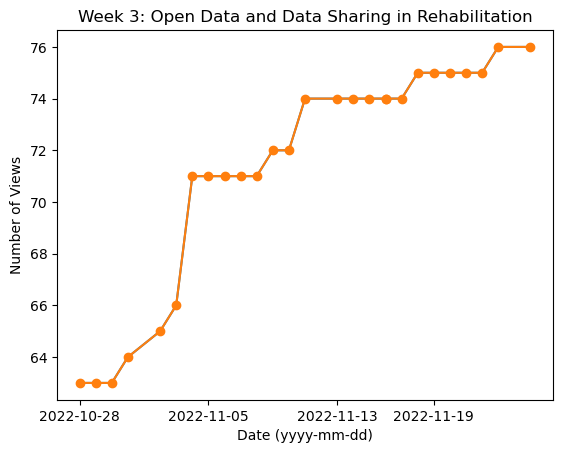 Week 3: Open Data and Data Sharing in Rehabilitation
76
74
72
70
68
66
64
Number of Views
2022-10-28 2022-11-05 2022-11-13 2022-11-19
Date (yyyy-mm-dd)